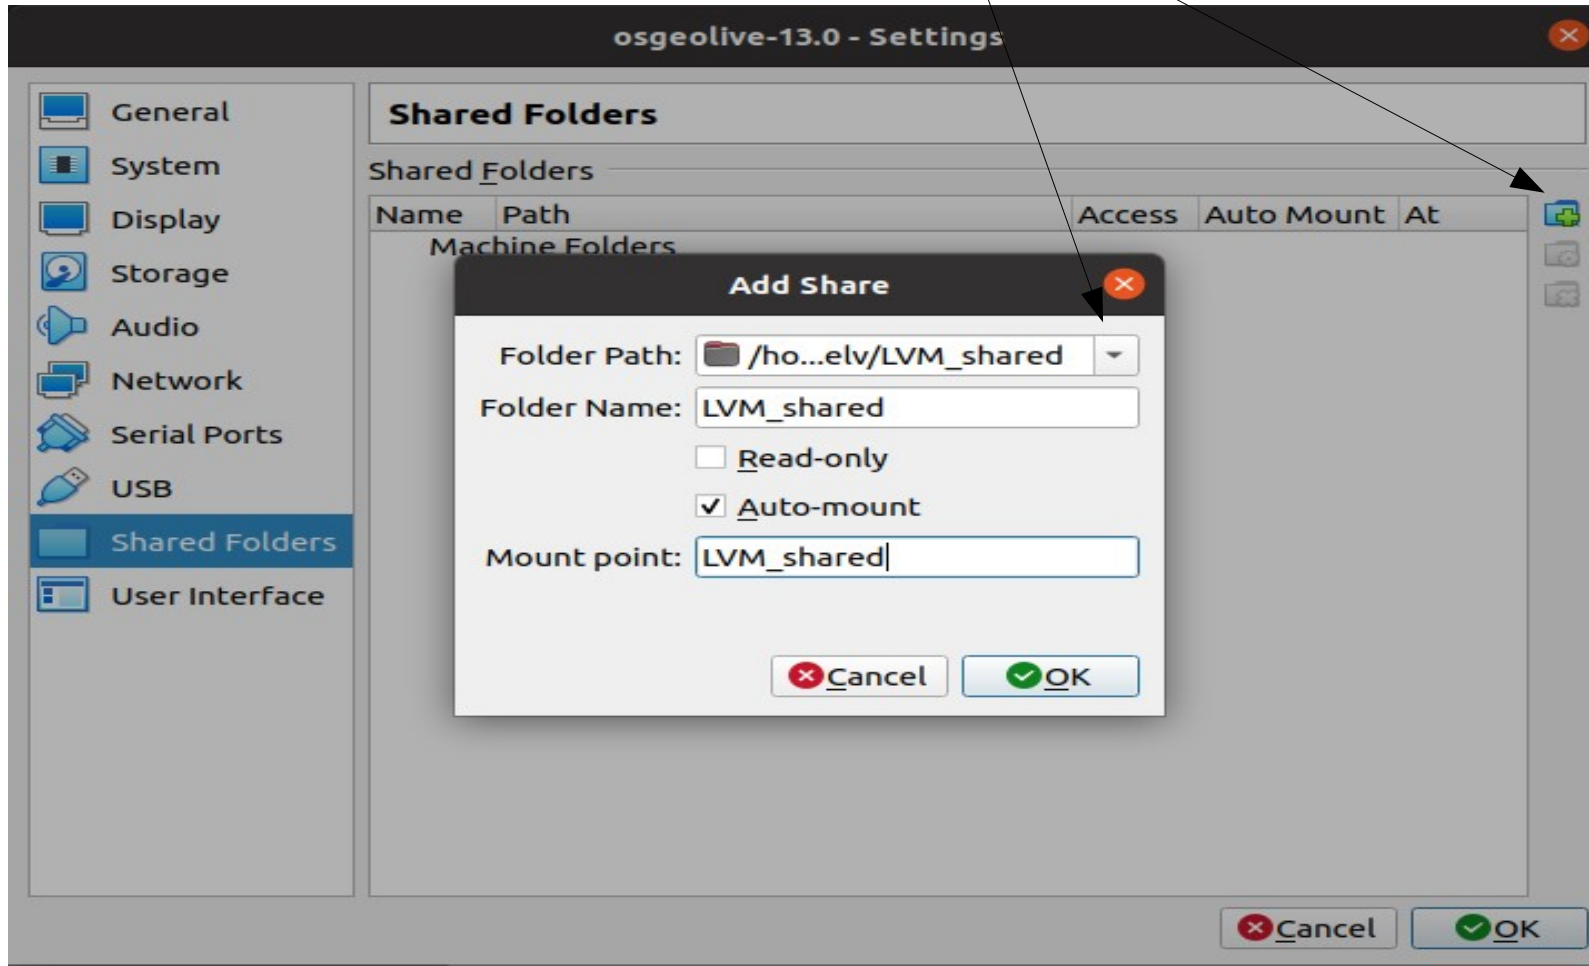 osgeolive-13.0 - Settings
General
System
Display
Storage
Audio
Network
Serial Ports
USB
Shared Folders
User Interface
Shared Folders
Shared Folders
Name Path Access Auto Mount At
Machine Folders
Add Share
Folder Path: /ho...elv/LVM_shared
Folder Name: LVM_shared
Read-only
Auto-mount
Mount point: LVM_shared
Cancel OK
Cancel OK